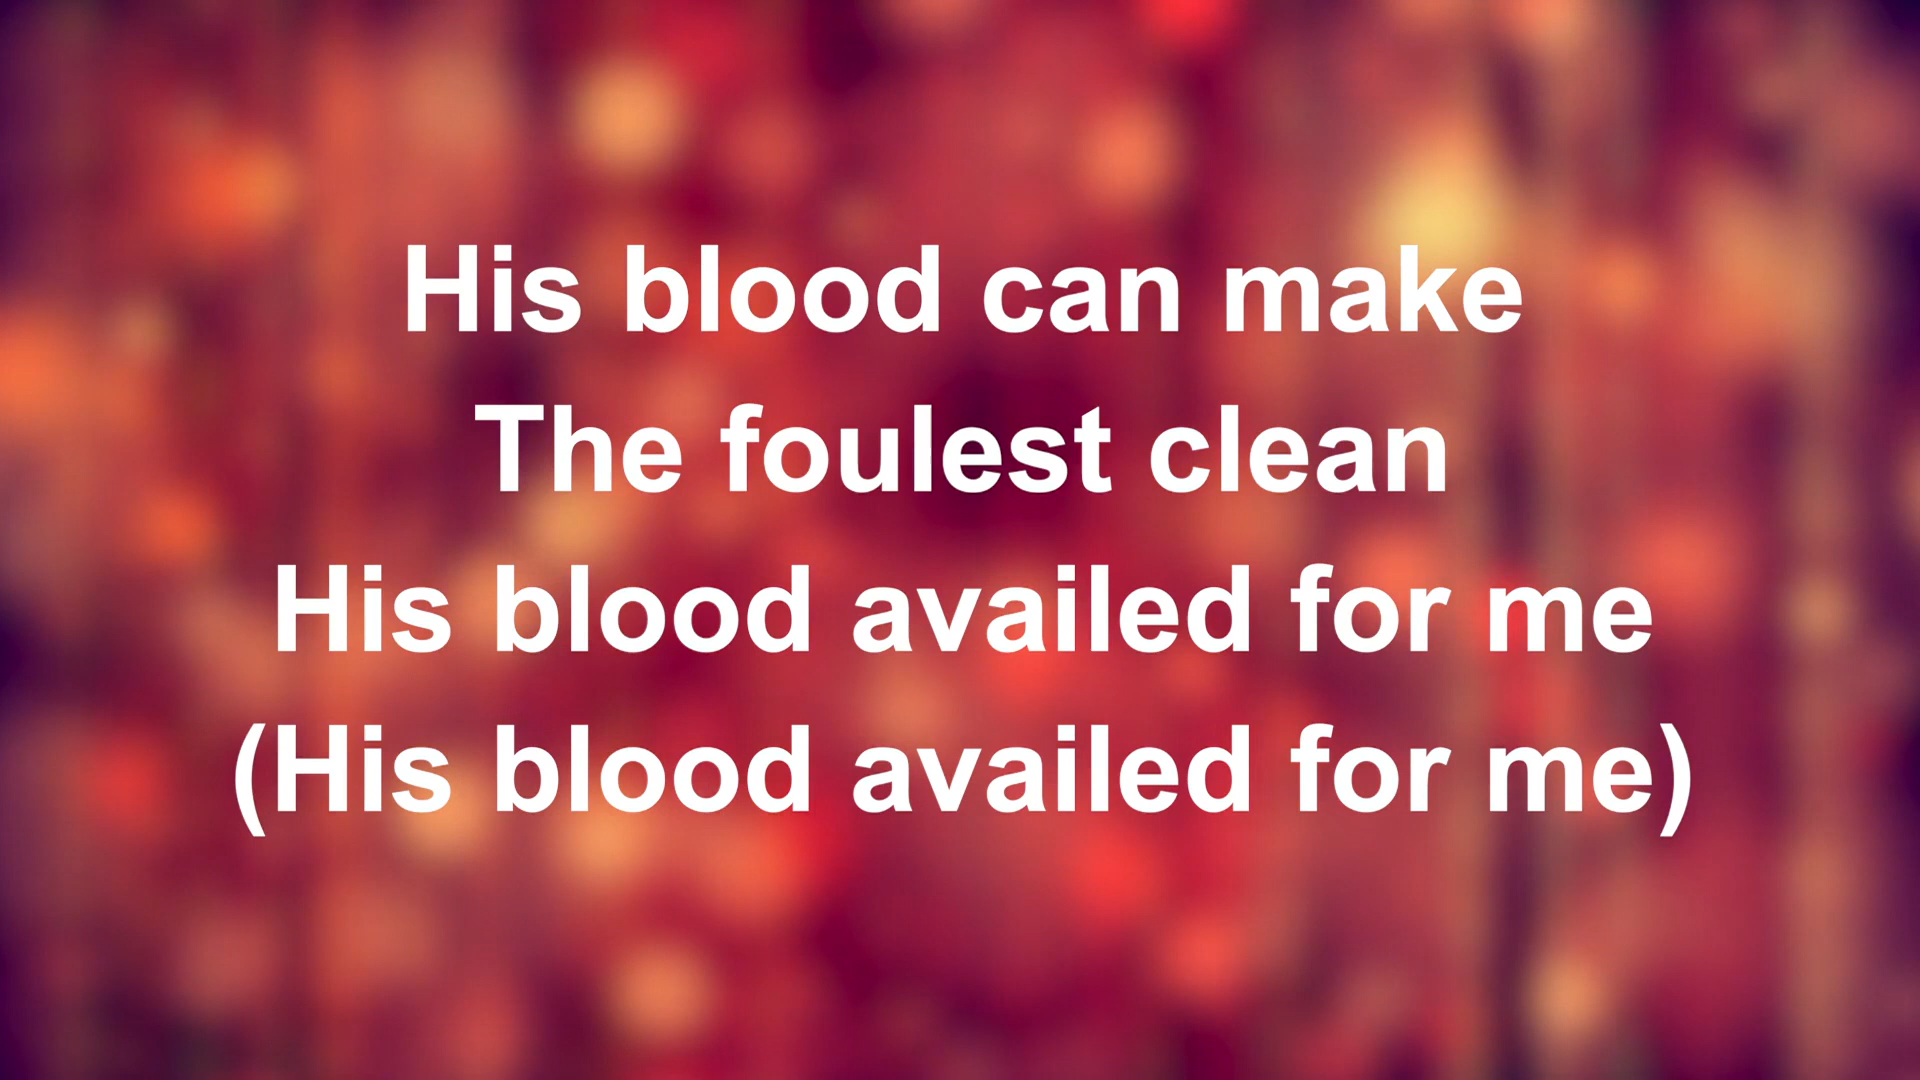 His blood can make
The foulest clean
His blood availed for me
(His blood availed for me)